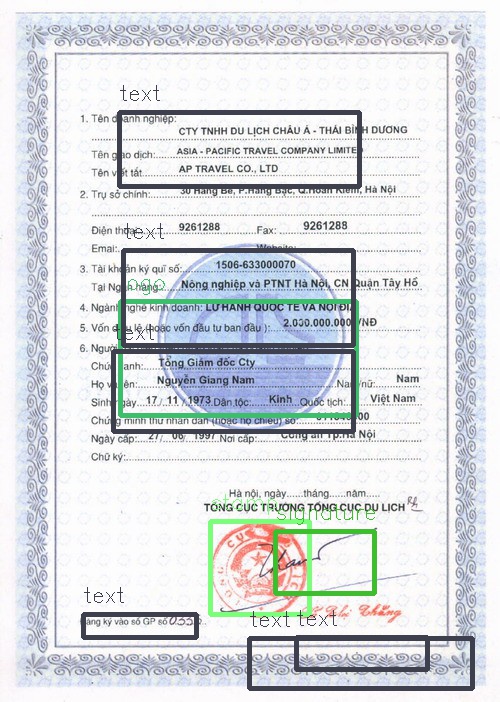 text
1. Tên doanh nghiệp:
CTY TNHH DU LỊCH CHÂU Á - THÁI BÌNH DƯƠNG
Tên giao dịch: ASIA - PACIFIC TRAVEL COMPANY LIMITED
Tên viết tắt: AP TRAVEL CO., LTD
2. Trụ sở chính: 30 Hàng Bè, P.Hàng Bạc, Q.Hoàn Kiếm, Hà Nội
Điện thoại: 9261288 Fax: 9261288
text
Email: Website:
3. Tài khoản ký quĩ số: 1506-633000070
logo
Tại Ngân hàng: Nông nghiệp và PTNT Hà Nội, CN Quận Tây Hồ
4. Ngành nghề kinh doanh: LỮ HÀNH QUỐC TẾ VÀ NỘI ĐỊA
5. Vốn điều lệ (hoặc vốn đầu tư ban đầu): 2.000.000.000 VNĐ
text
6. Người
Chức danh: Tổng Giám đốc Cty
Họ và tên: Nguyễn Giang Nam Nam/nữ: Nam
Sinh ngày 17/ 11 / 1973 Dân tộc: Kinh Quốc tịch: Việt Nam
Chứng minh thư nhân dân (hoặc hộ chiếu) số:
Ngày cấp: 27/ 06/ 1997 Nơi cấp: Công an Tp.Hà Nội
Chữ ký:
Hà nội, ngày.....tháng.....năm.....
TỔNG CỤC TRƯỞNG TỔNG CỤC DU LỊCH
stamp
signature
text
Đăng ký vào sổ GP số
text text